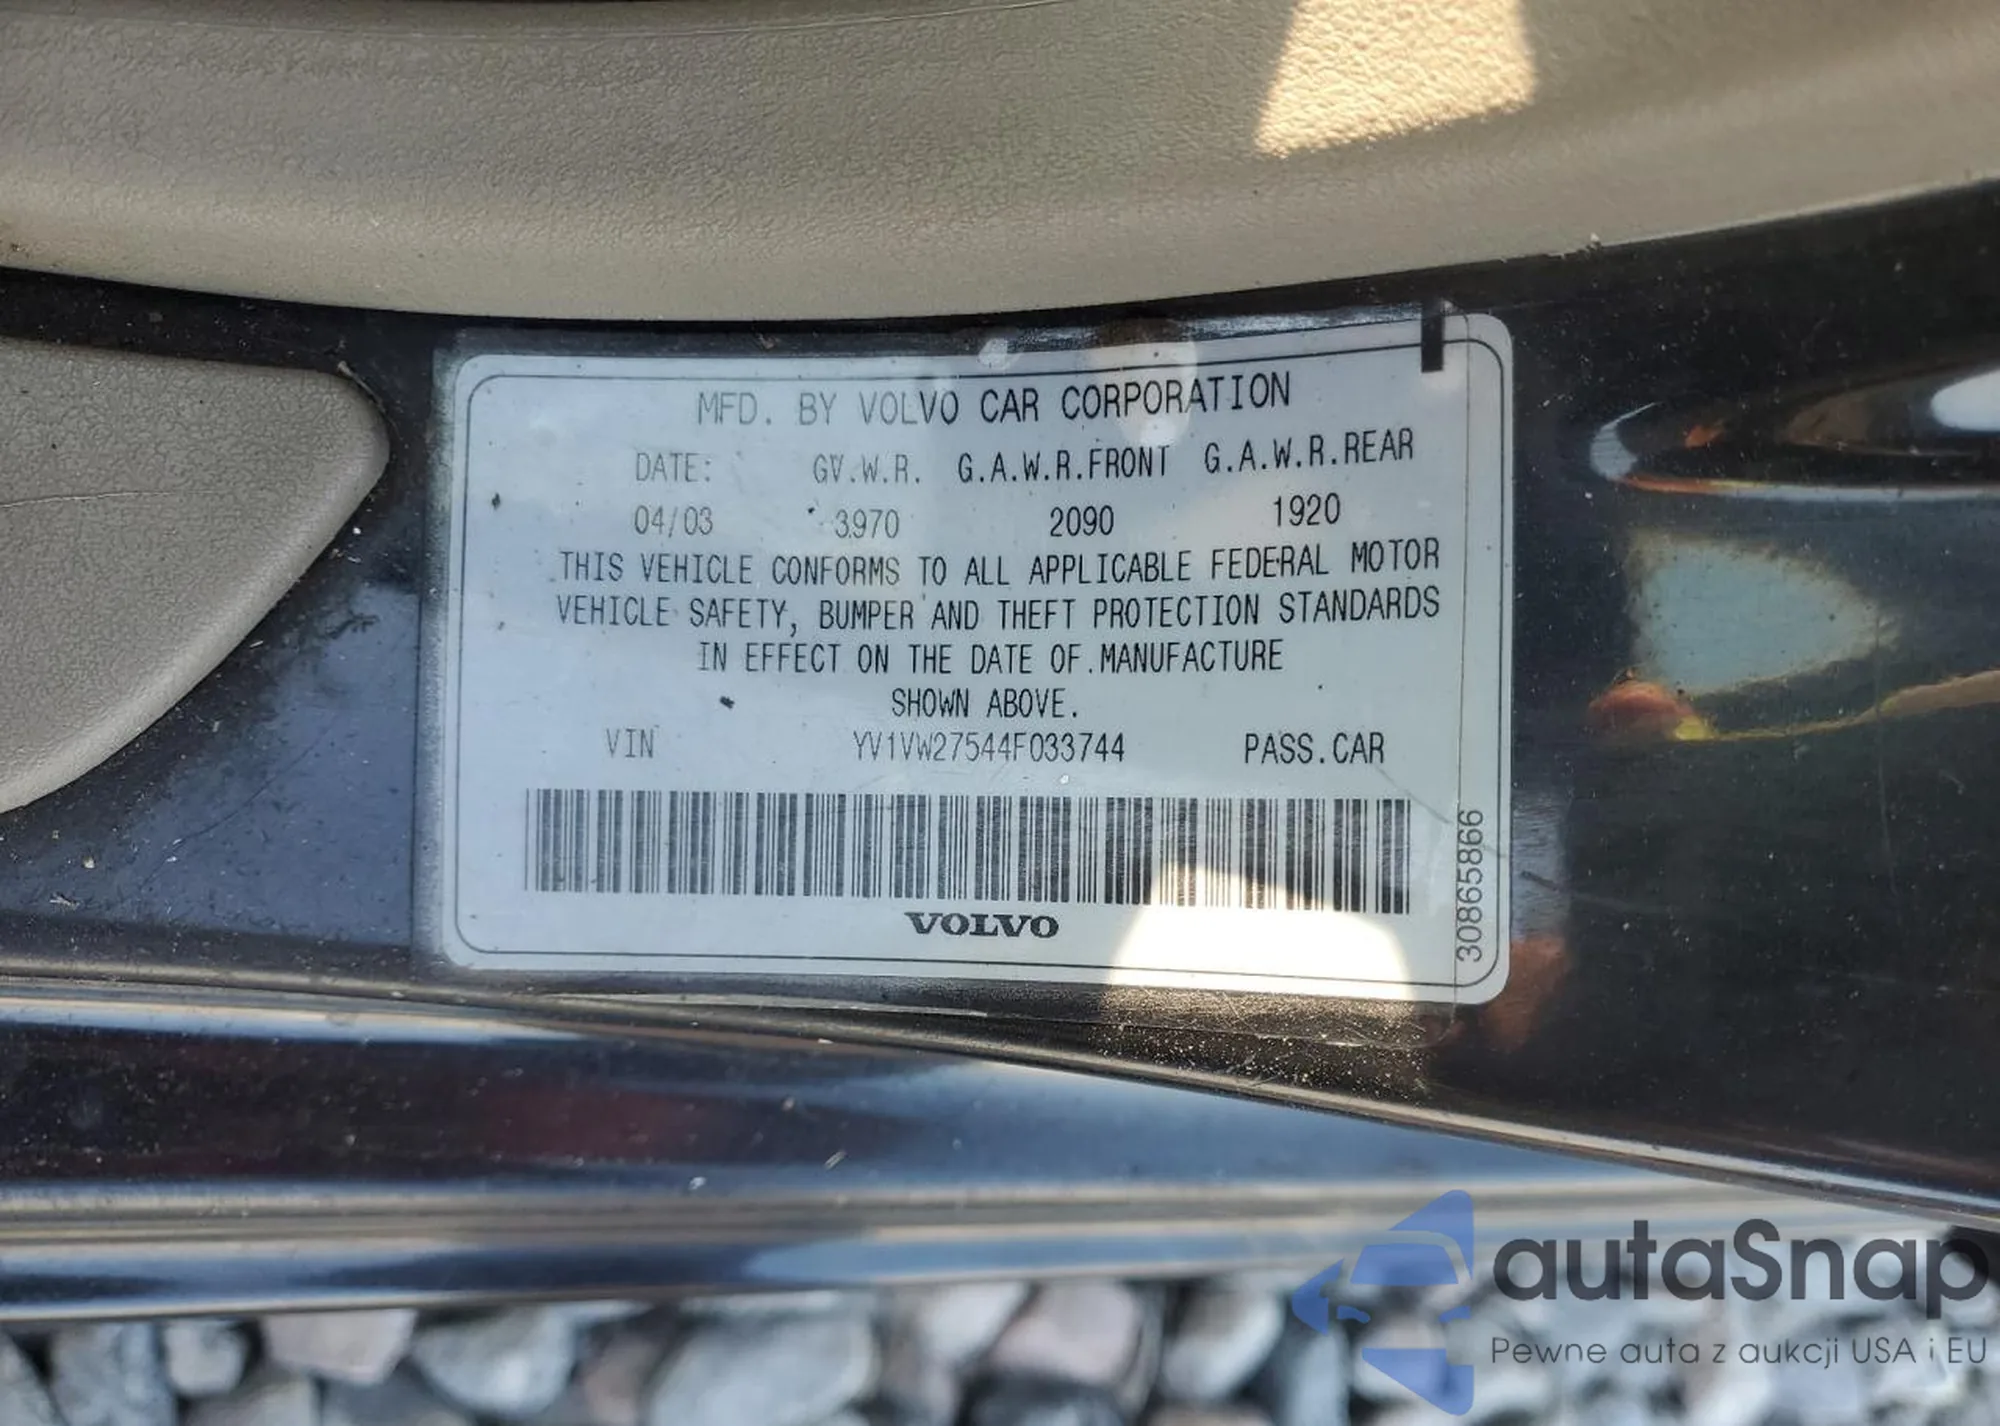 MFD. BY VOLVO CAR CORPORATION
DATE: GV.W.R. G.A.W.R.FRONT G.A.W.R.REAR
04/03 3970 2090 1920
THIS VEHICLE CONFORMS TO ALL APPLICABLE FEDERAL MOTOR
VEHICLE SAFETY, BUMPER AND THEFT PROTECTION STANDARDS
IN EFFECT ON THE DATE OF MANUFACTURE
SHOWN ABOVE.
VIN YV1VW27544F033744 PASS.CAR
VOLVO
30865866
autaSnap
Pewne auta z aukcji USA i EU